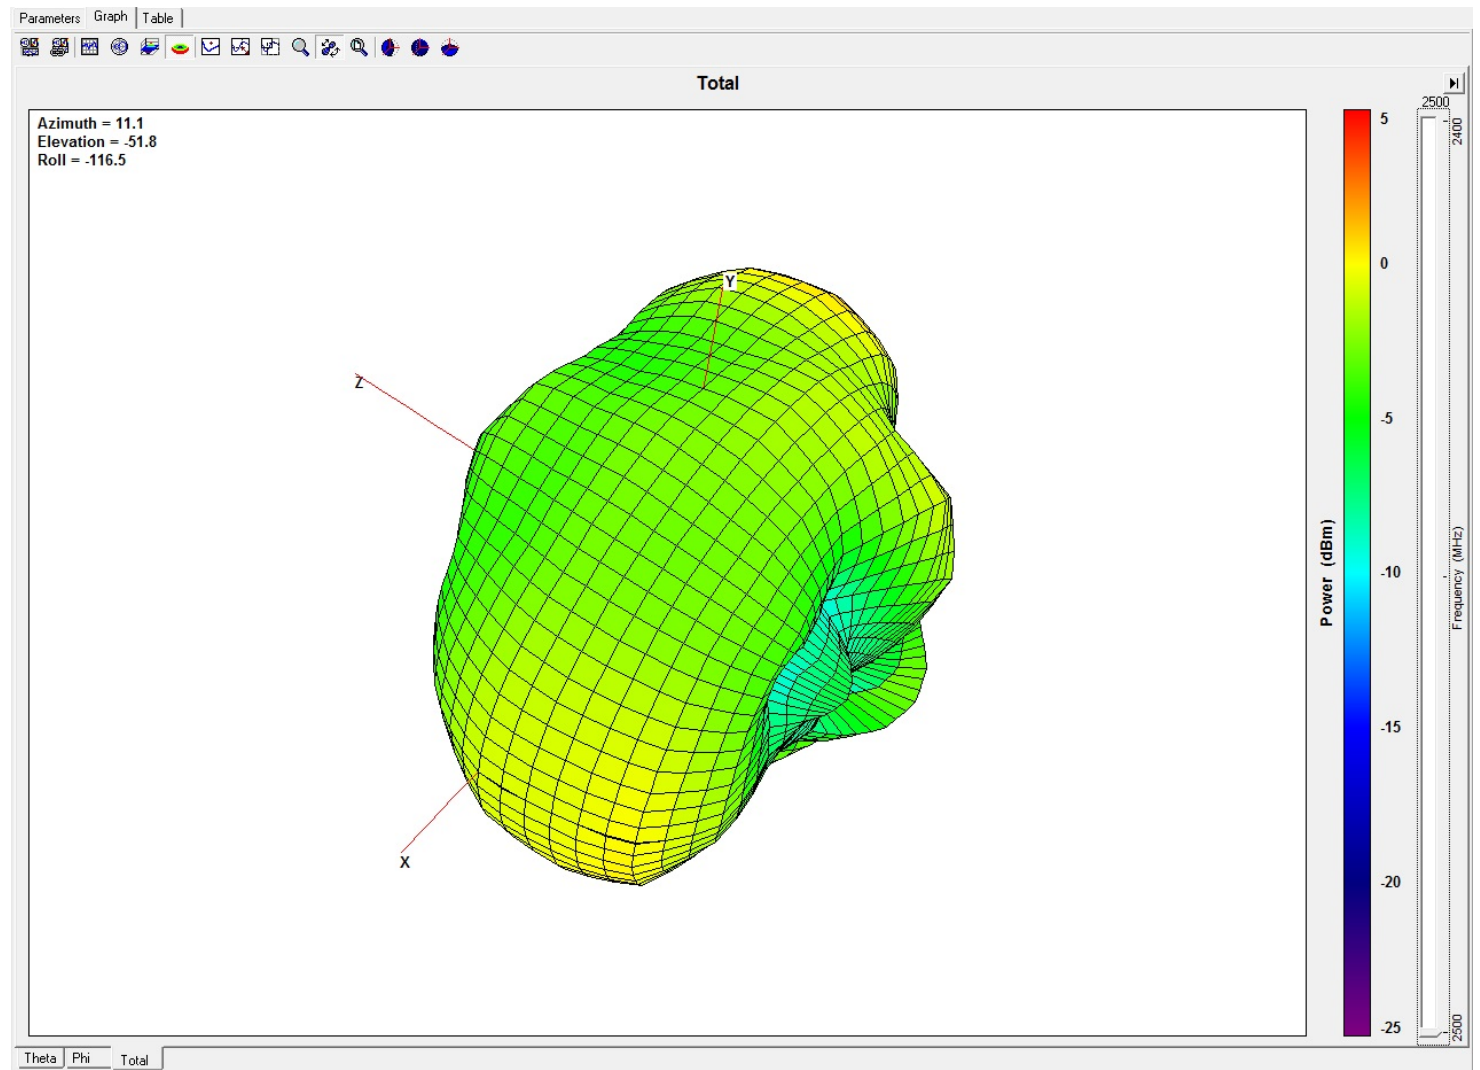 Parameters Graph Table
Total
Azimuth = 11.1
Elevation = -51.8
Roll = -116.5
Y
Z
X
5
0
-5
-10
-15
-20
-25
Power (dBm)
2500
2400
Frequency (MHz)
2500
Theta Phi Total